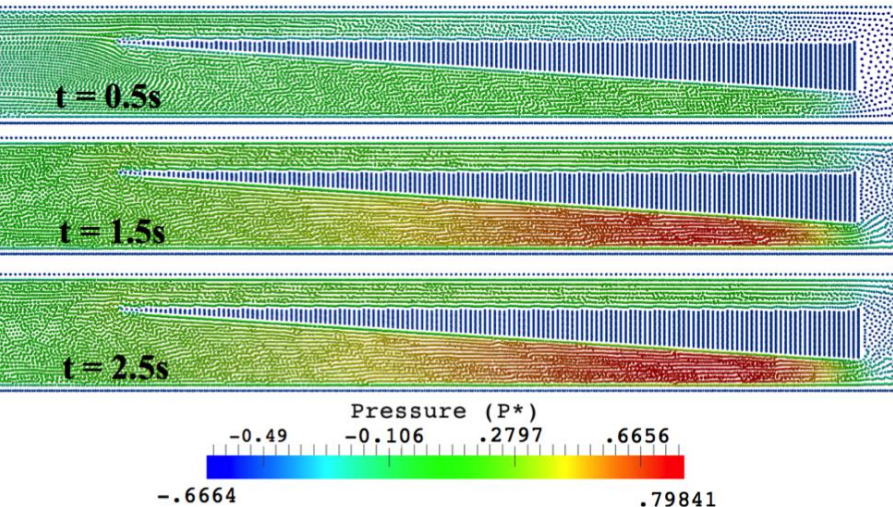 t = 0.5s
t = 1.5s
t = 2.5s
Pressure (P*)
-0.49 -0.106 .2797 .6656
-.6664 .79841